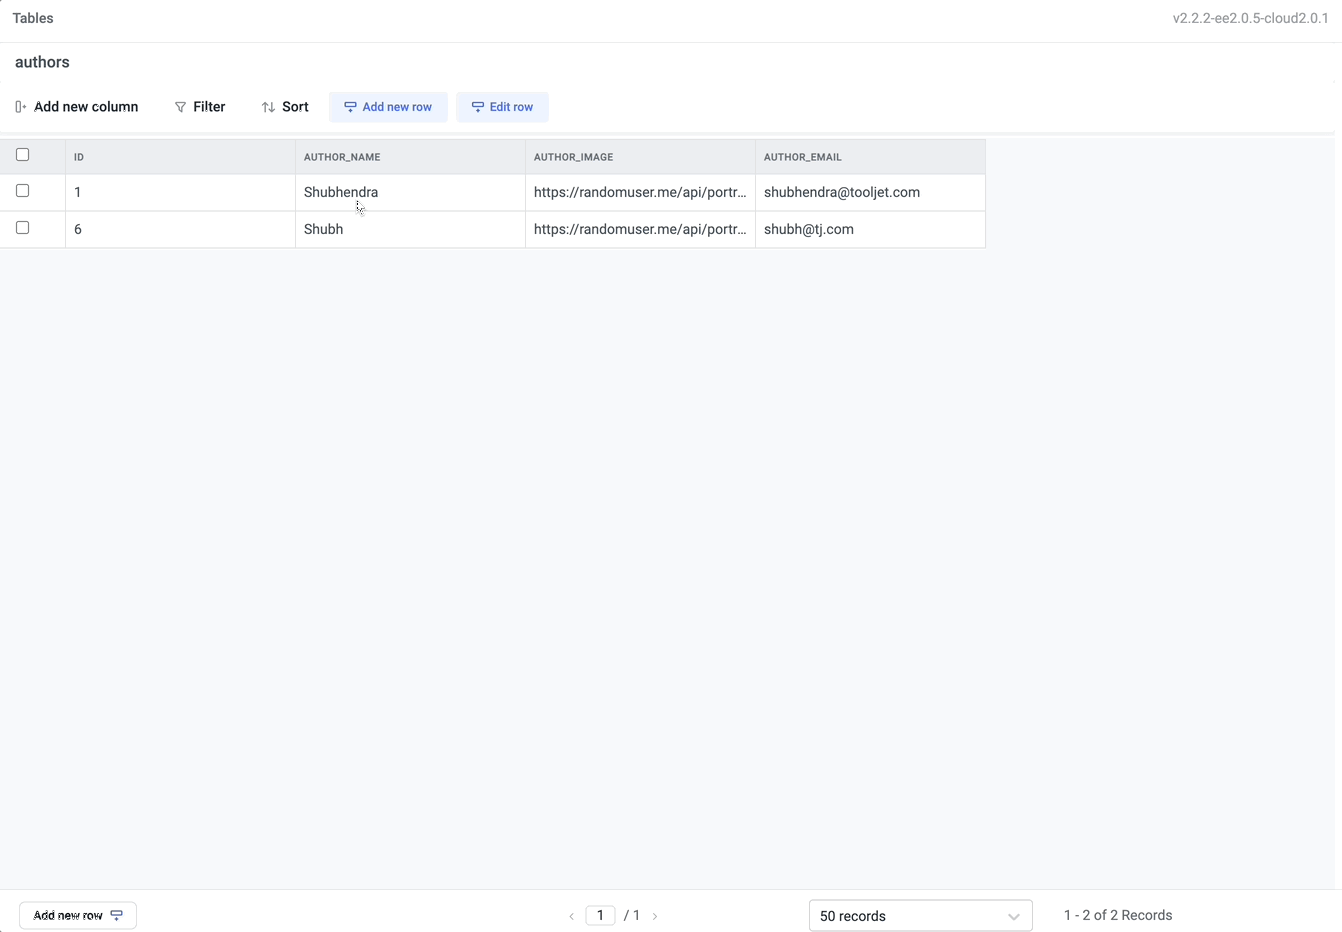 Tables v2.2.2-ee2.0.5-cloud2.0.1
authors
Add new column Filter Sort Add new row Edit row
ID AUTHOR_NAME AUTHOR_IMAGE AUTHOR_EMAIL
1 Shubhendra https://randomuser.me/api/portr... shubhendra@tooljet.com
6 Shubh https://randomuser.me/api/portr... shubh@tj.com
Add new row 1 / 1 50 records 1 - 2 of 2 Records